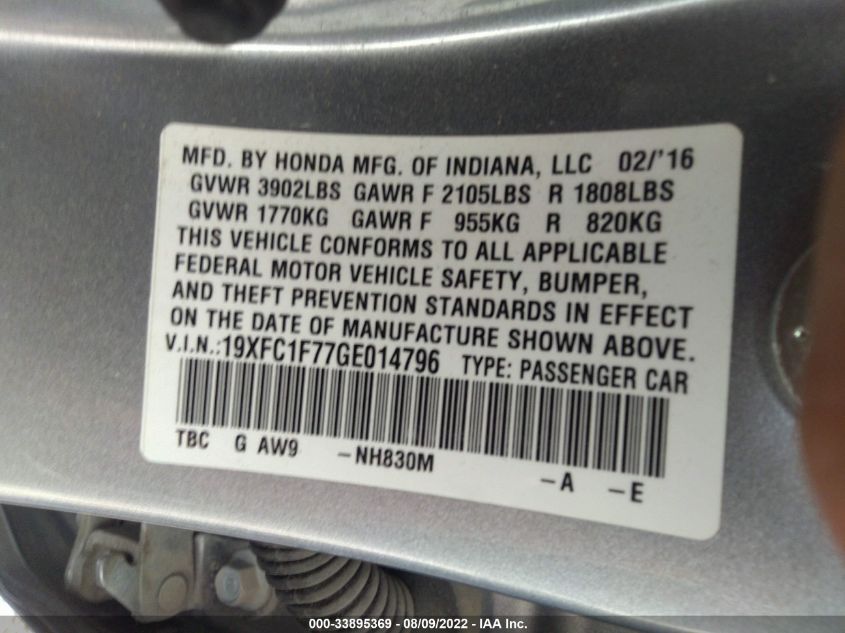 MFD. BY HONDA MFG. OF INDIANA, LLC 02/'16
GVWR 3902LBS GAWR F 2105LBS R 1808LBS
GVWR 1770KG GAWR F 955KG R 820KG
THIS VEHICLE CONFORMS TO ALL APPLICABLE
FEDERAL MOTOR VEHICLE SAFETY, BUMPER,
AND THEFT PREVENTION STANDARDS IN EFFECT
ON THE DATE OF MANUFACTURE SHOWN ABOVE.
V.I.N.:19XFC1F77GE014796 TYPE: PASSENGER CAR
TBC G AW9 -NH830M -A -E
000-33895369 - 08/09/2022 - IAA Inc.